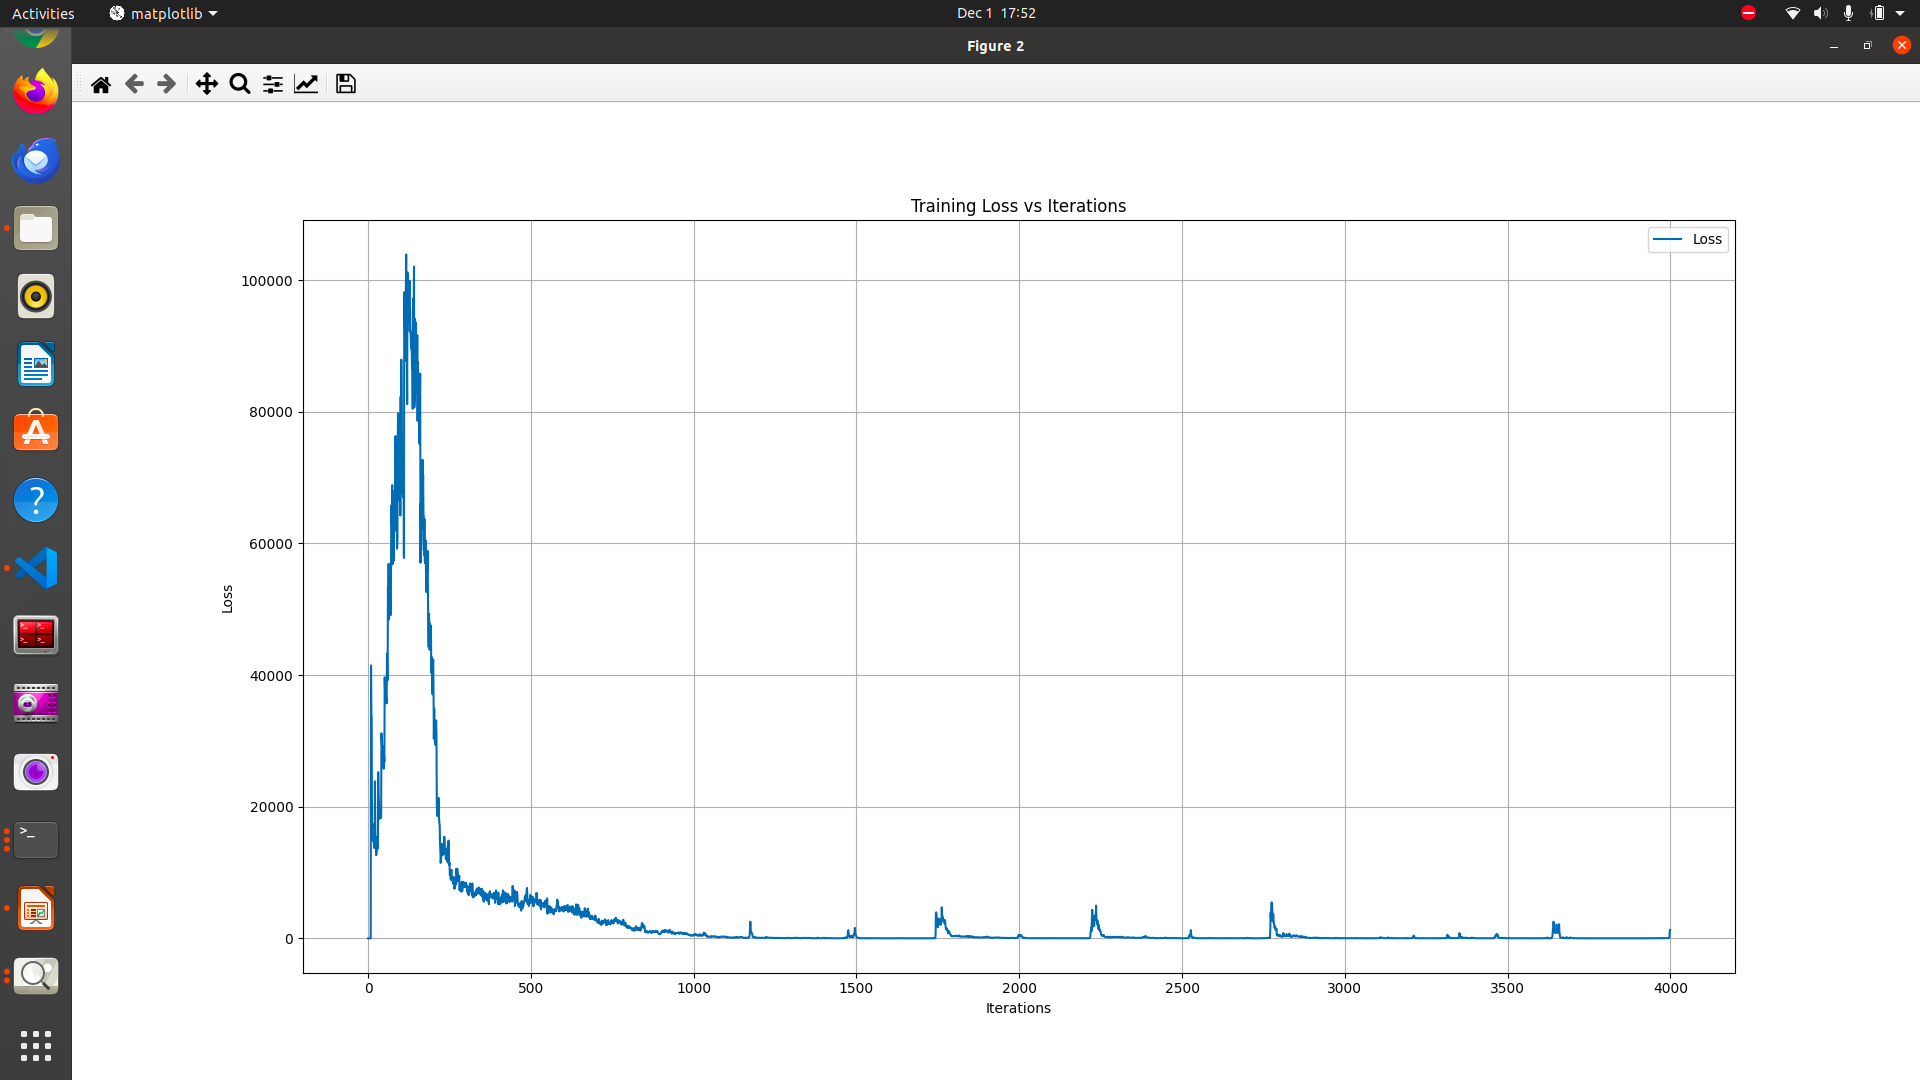 Activities
matplotlib
Dec 1 17:52
Figure 2
Training Loss vs Iterations
Loss
100000
80000
60000
40000
20000
0
Loss
0 500 1000 1500 2000 2500 3000 3500 4000
Iterations